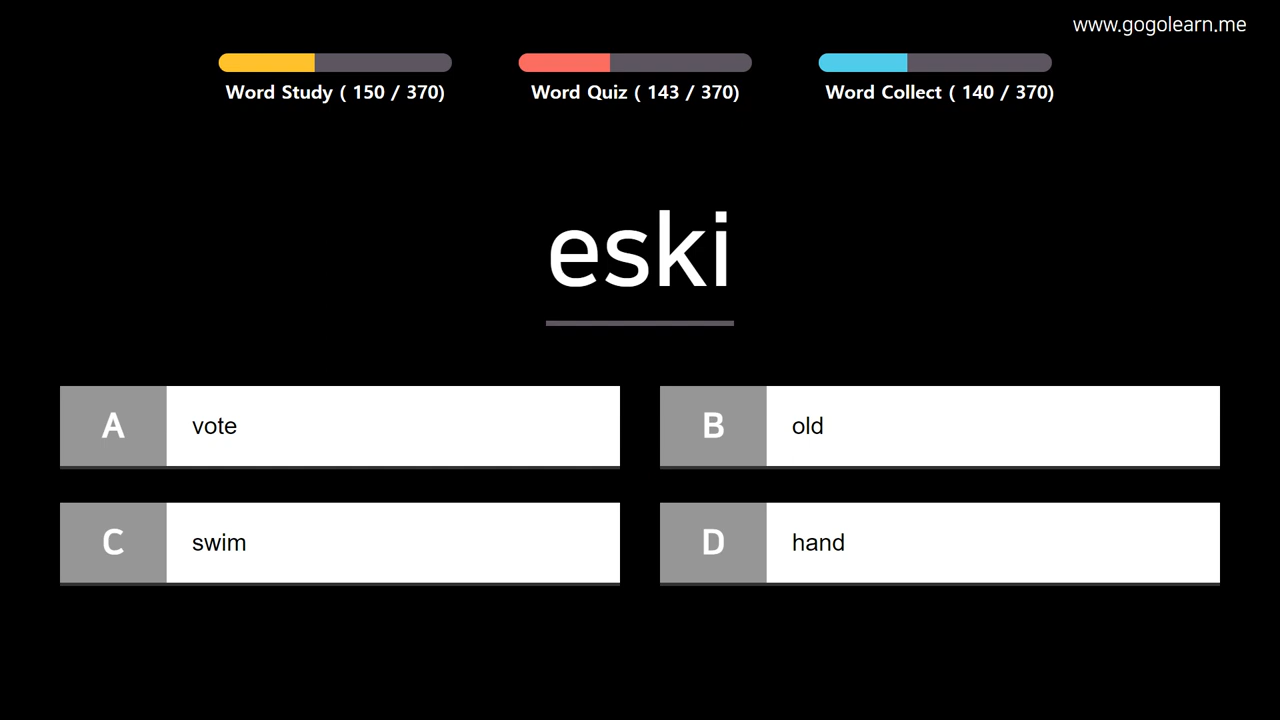 www.gogolearn.me
Word Study ( 150 / 370)
Word Quiz ( 143 / 370)
Word Collect ( 140 / 370)
eski
A vote
B old
C swim
D hand